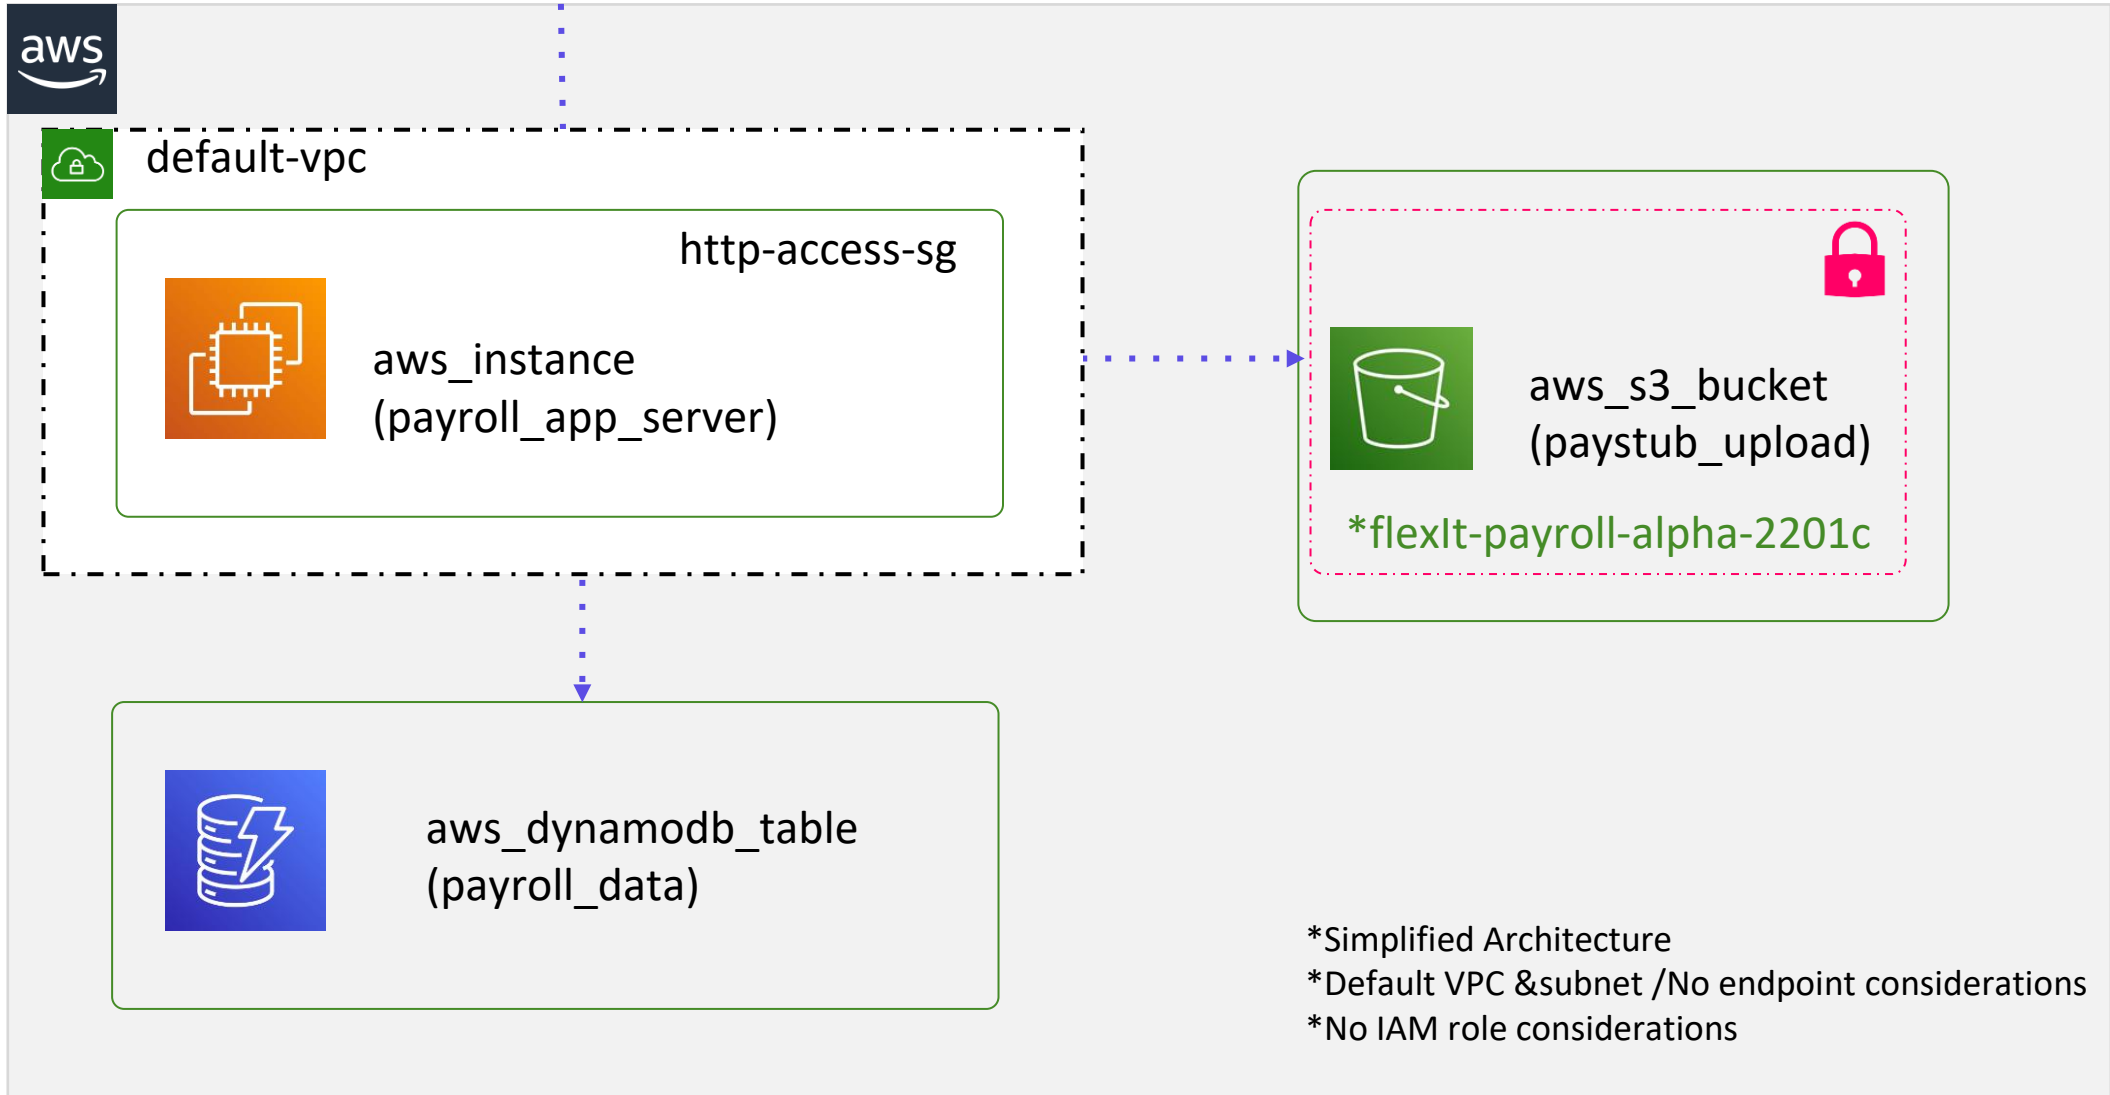 aws
default-vpc
http-access-sg
aws_instance
(payroll_app_server)
aws_s3_bucket
(paystub_upload)
*flexIt-payroll-alpha-2201c
aws_dynamodb_table
(payroll_data)
*Simplified Architecture
*Default VPC &subnet /No endpoint considerations
*No IAM role considerations